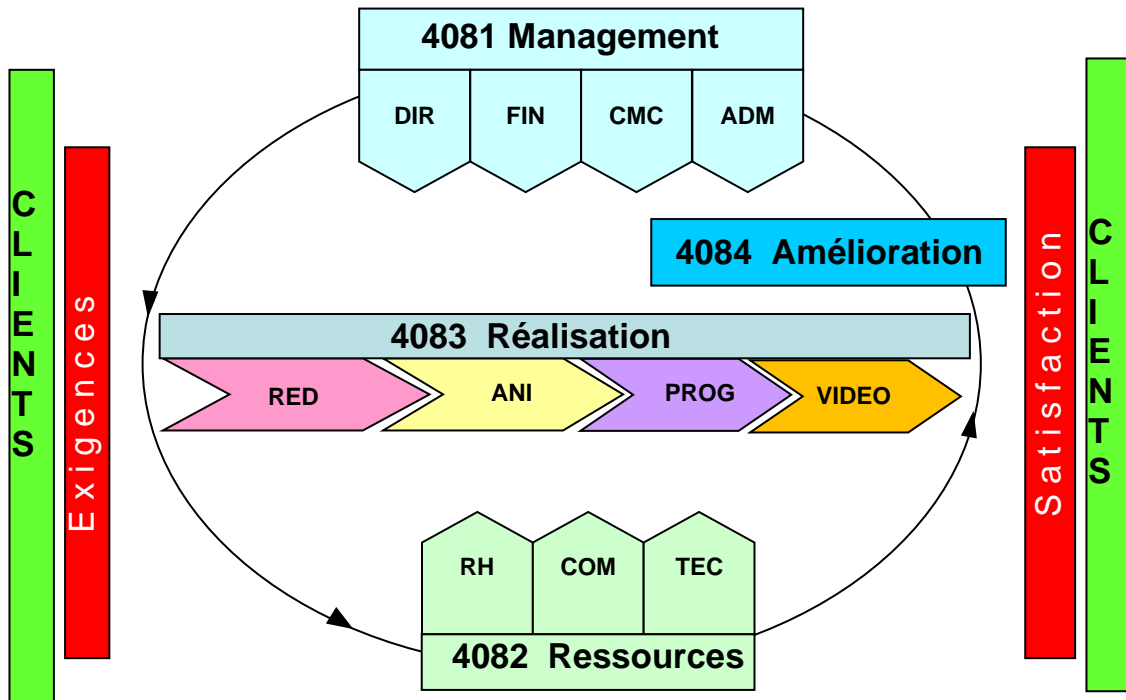 4081 Management
DIR
FIN
CMC
ADM
CLIENTS
Exigences
4084 Amélioration
4083 Réalisation
RED
ANI
PROG
VIDEO
RH
COM
TEC
4082 Ressources
Satisfaction
CLIENTS